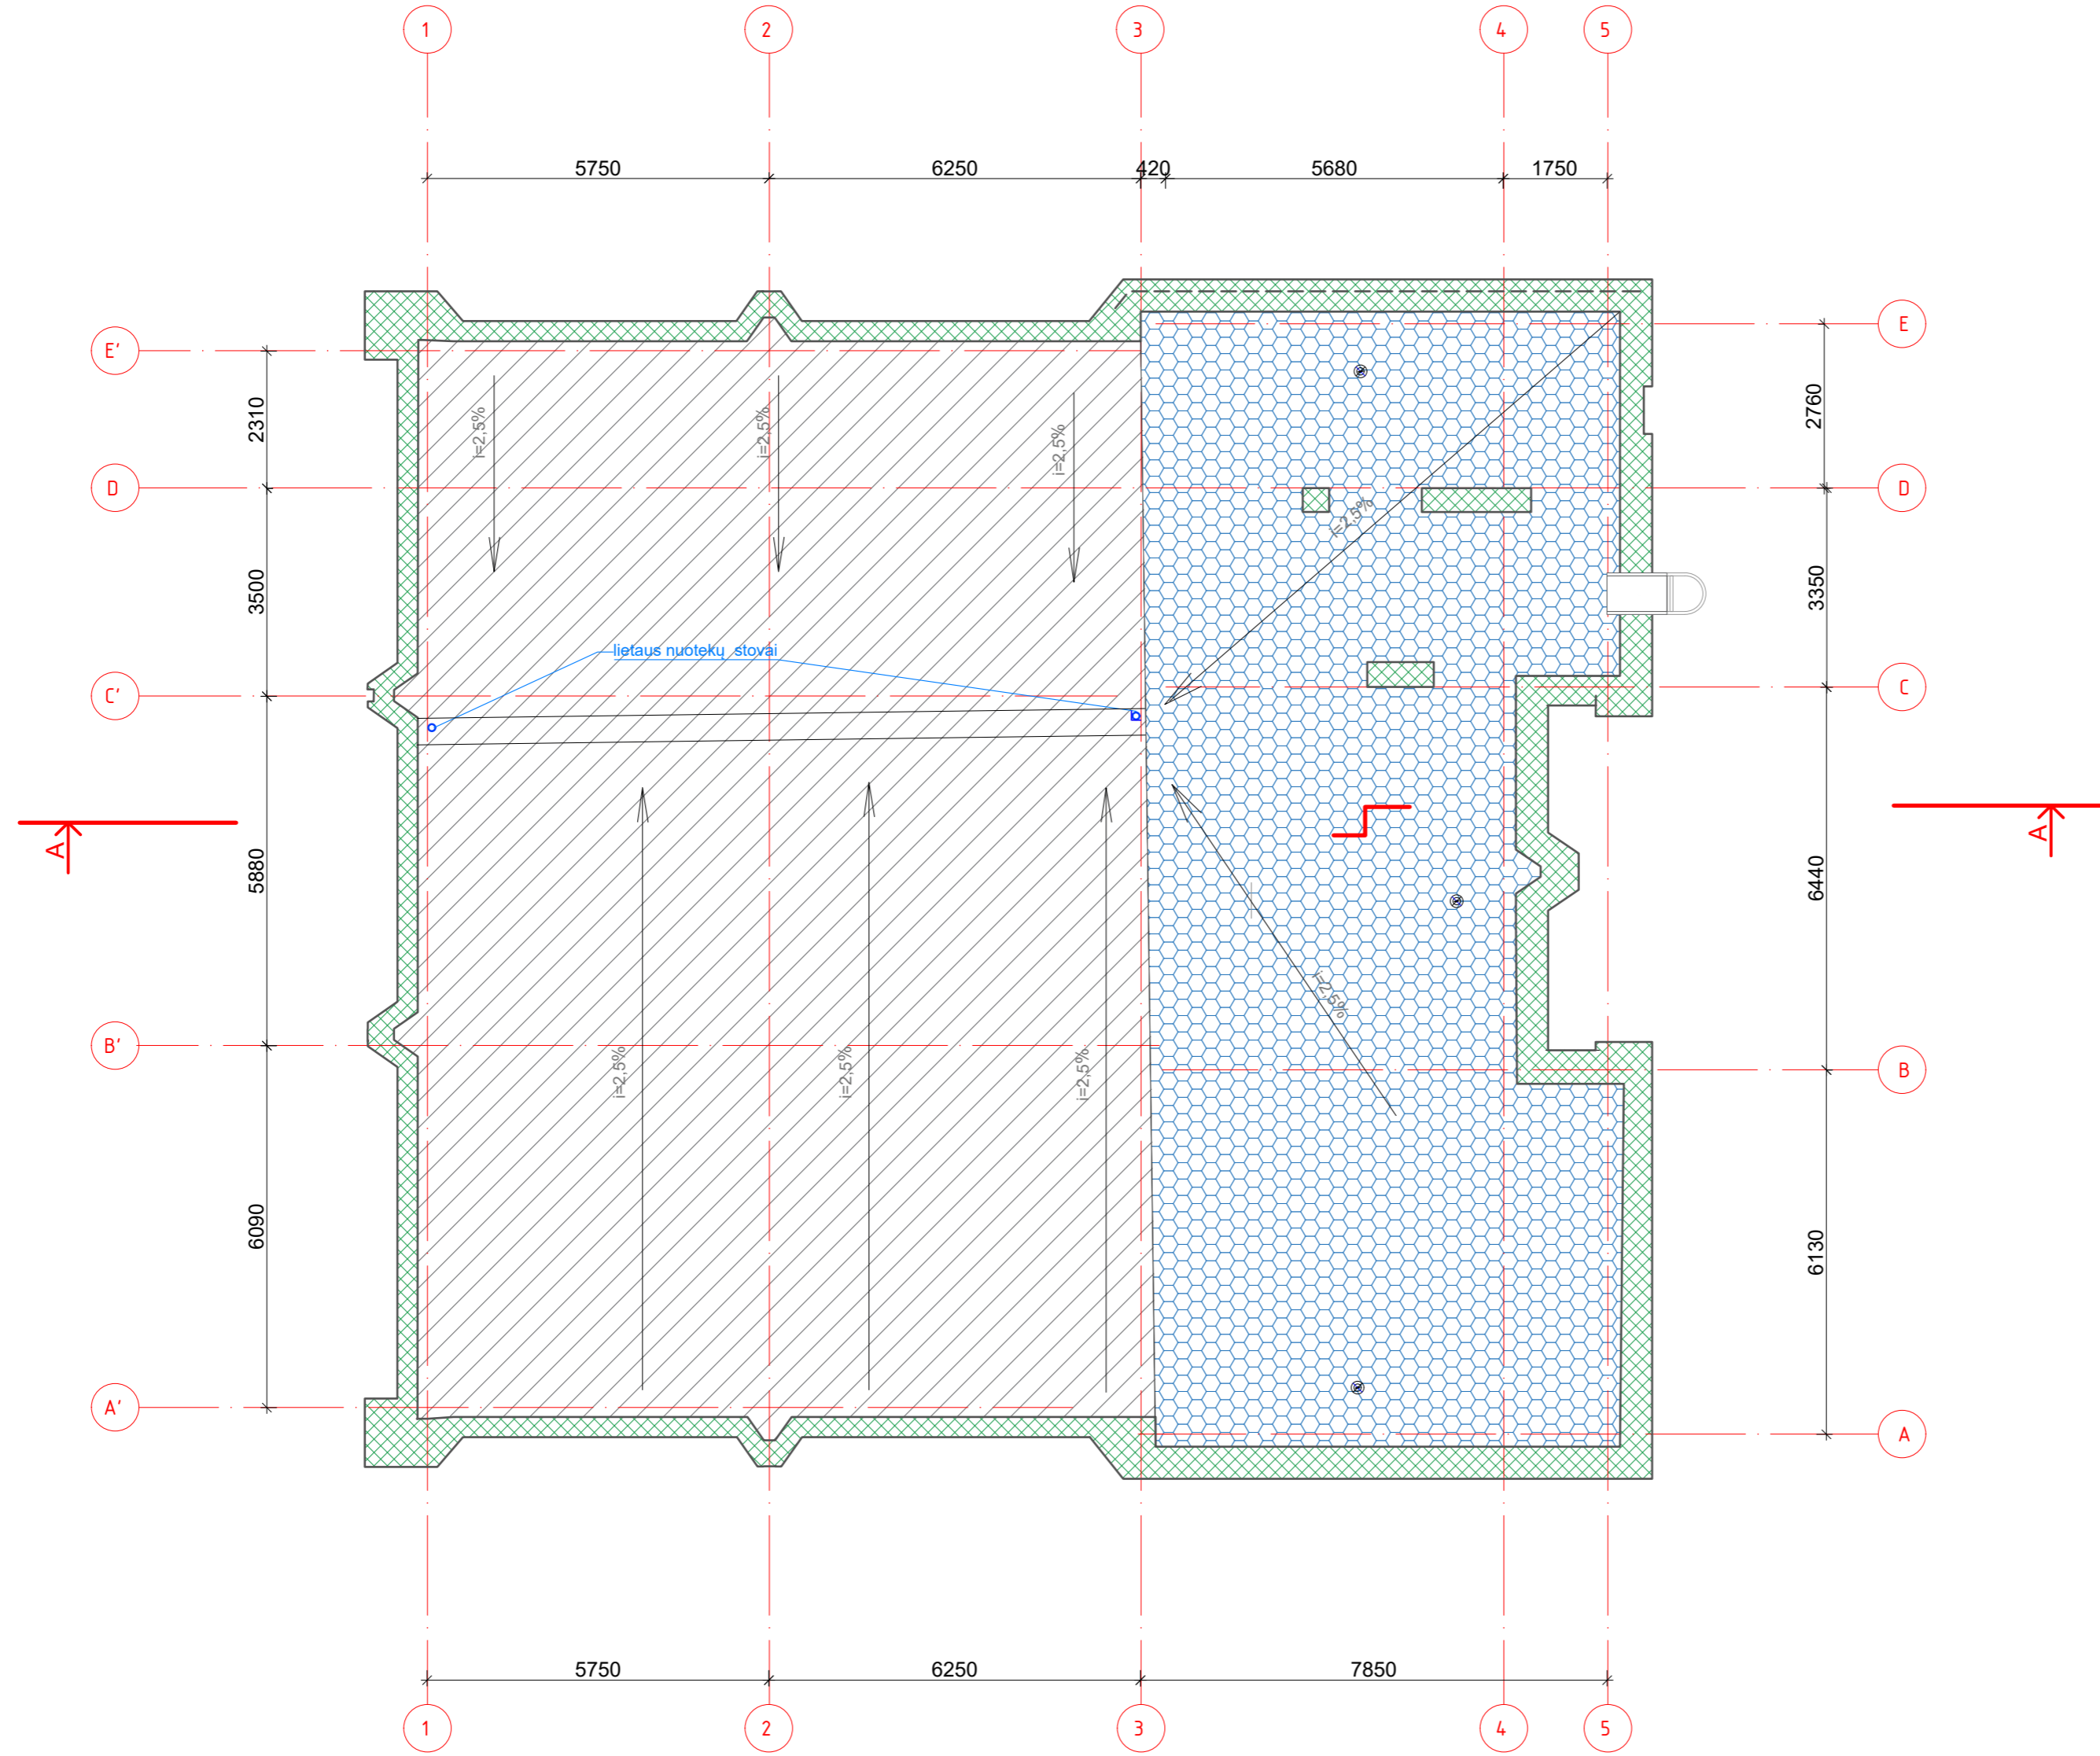 1 2 3 4 5
5750 6250 420 5680 1750
E' E
i=2,5% i=2,5% i=2,5%
2310 2760
D D
i=2,5%
3500 3350
lietaus nuotekų stovai
C' C
A A
5880 6440
i=2,5%
B' B
i=2,5% i=2,5% i=2,5%
6090 6130
A' A
5750 6250 7850
1 2 3 4 5